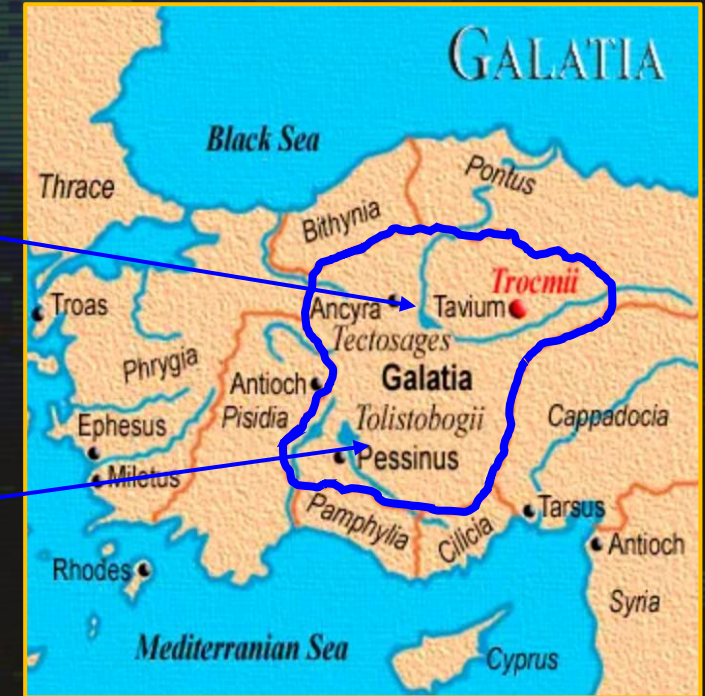 GALATIA
Black Sea
Pontus
Thrace
Bithynia
Trocmii
Troas
Ancyra
Tavium
Tectosages
Phrygia
Galatia
Antioch
Pisidia
Tolistobogii
Cappadocia
Ephesus
Pessinus
Miletus
Pamphylia
Cilicia
Tarsus
Antioch
Rhodes
Syria
Mediterranian Sea
Cyprus